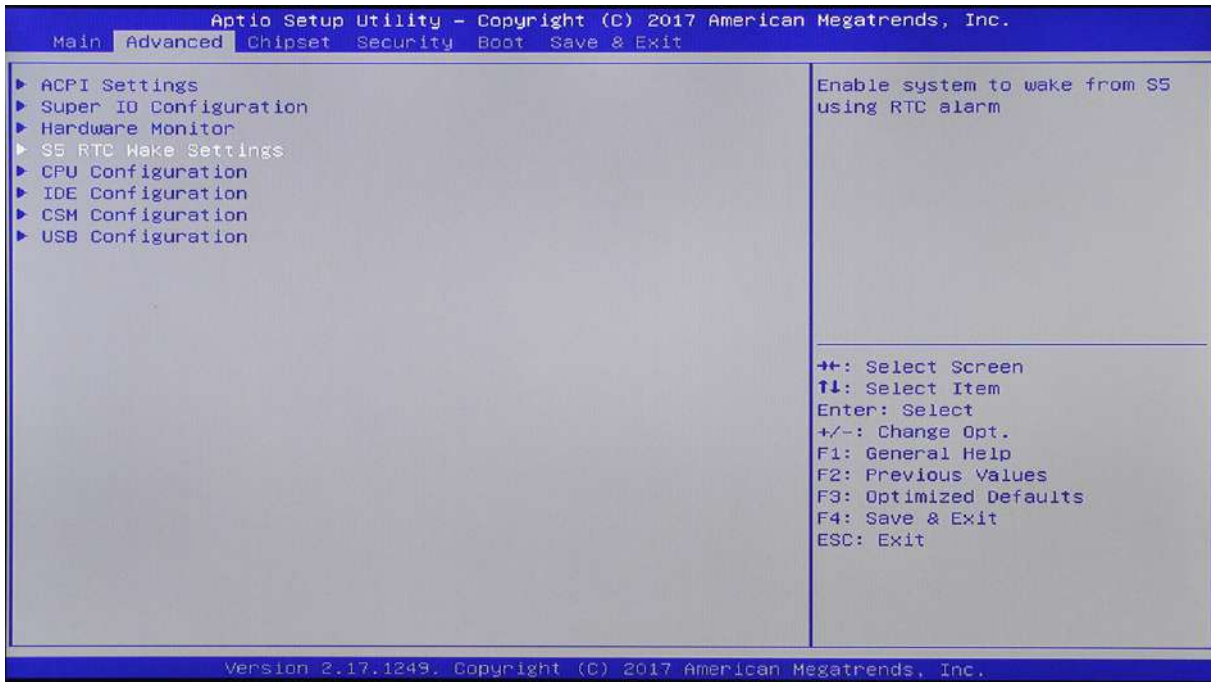 Aptio Setup Utility – Copyright (C) 2017 American Megatrends, Inc.
Main Advanced Chipset Security Boot Save & Exit
▶ ACPI Settings
▶ Super IO Configuration
▶ Hardware Monitor
▶ S5 RTC Wake Settings
▶ CPU Configuration
▶ IDE Configuration
▶ CSM Configuration
▶ USB Configuration
Enable system to wake from S5
using RTC alarm
→←: Select Screen
↑↓: Select Item
Enter: Select
+/-: Change Opt.
F1: General Help
F2: Previous Values
F3: Optimized Defaults
F4: Save & Exit
ESC: Exit
Version 2.17.1249. Copyright (C) 2017 American Megatrends, Inc.